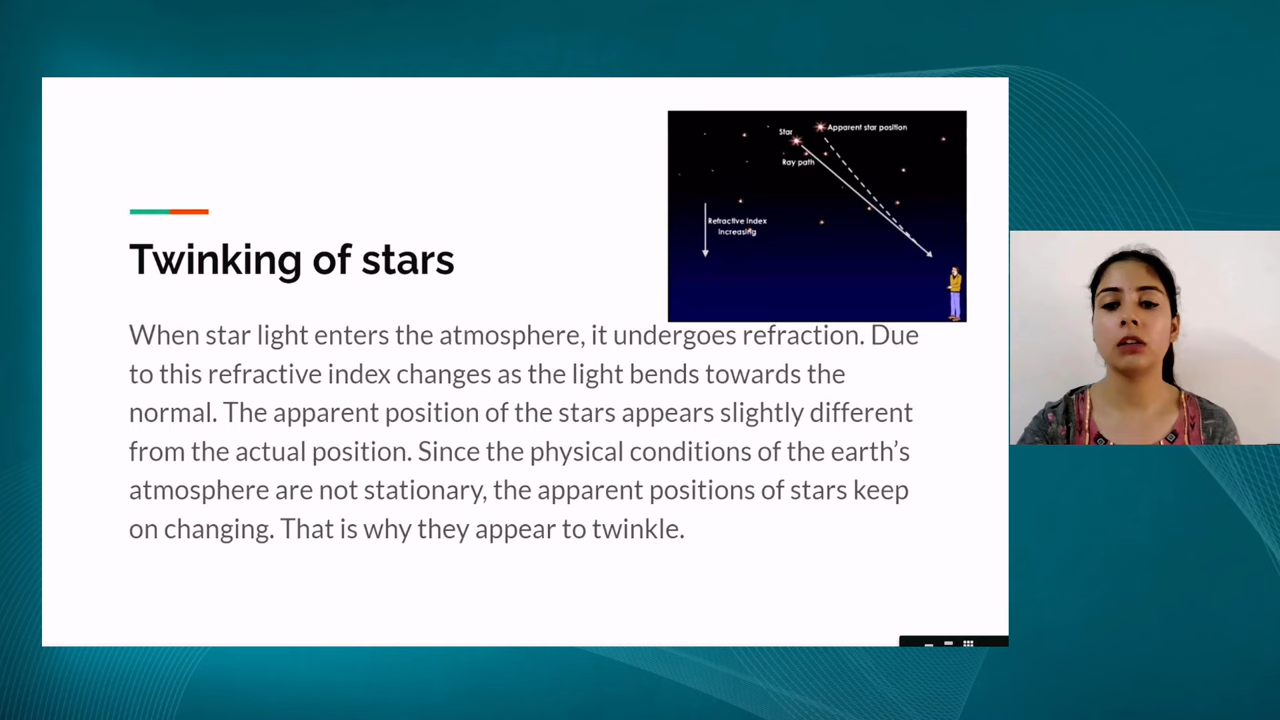 Star
Apparent star position
Ray path
Refractive Index
Increasing
Twinking of stars
When star light enters the atmosphere, it undergoes refraction. Due
to this refractive index changes as the light bends towards the
normal. The apparent position of the stars appears slightly different
from the actual position. Since the physical conditions of the earth’s
atmosphere are not stationary, the apparent positions of stars keep
on changing. That is why they appear to twinkle.